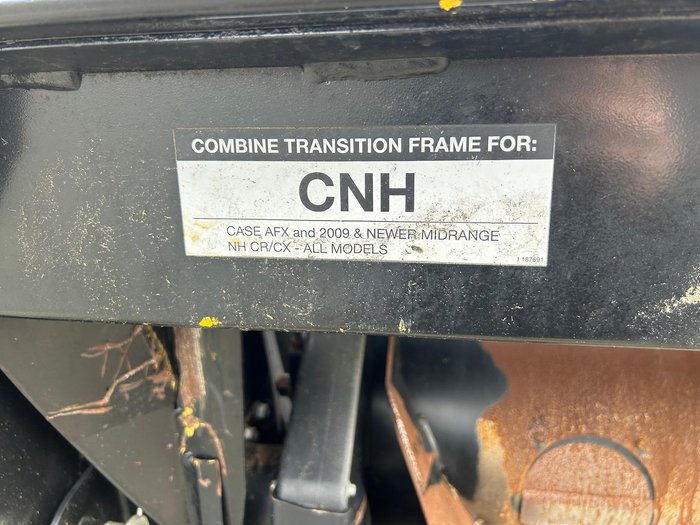 COMBINE TRANSITION FRAME FOR:
CNH
CASE AFX and 2009 & NEWER MIDRANGE
NH CR/CX - ALL MODELS
I 187691